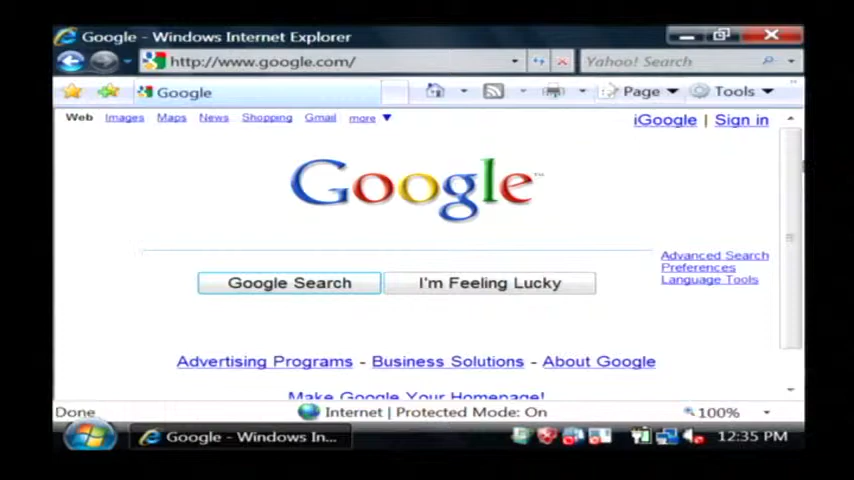 Google - Windows Internet Explorer
http://www.google.com/
Yahoo! Search
Google
Page
Tools
Web Images Maps News Shopping Gmail more
iGoogle | Sign in
Google™
Advanced Search
Preferences
Language Tools
Google Search
I'm Feeling Lucky
Advertising Programs - Business Solutions - About Google
Make Google Your Homepage!
Done
Internet | Protected Mode: On
100%
Google - Windows In...
12:35 PM